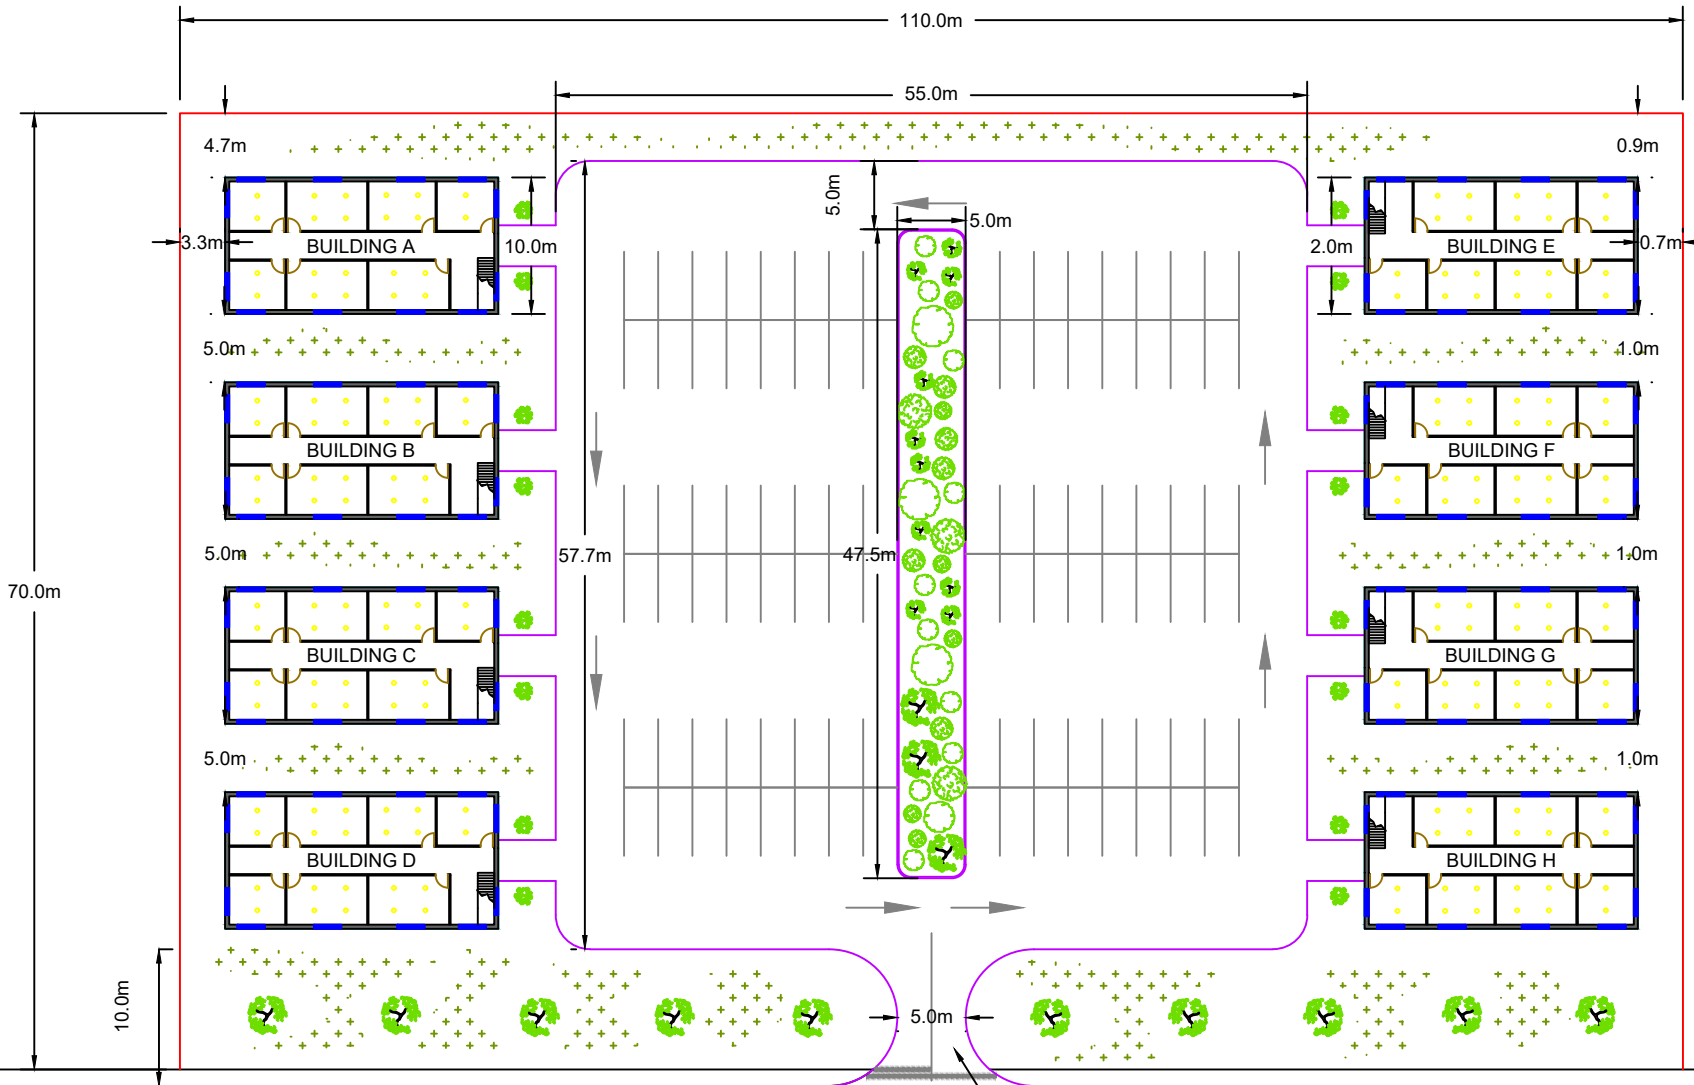 110.0m
55.0m
4.7m
0.9m
5.0m
5.0m
3.3m
BUILDING A
10.0m
2.0m
BUILDING E
0.7m
5.0m
1.0m
BUILDING B
BUILDING F
5.0m
57.7m
47.5m
1.0m
70.0m
BUILDING C
BUILDING G
5.0m
1.0m
BUILDING D
BUILDING H
10.0m
5.0m